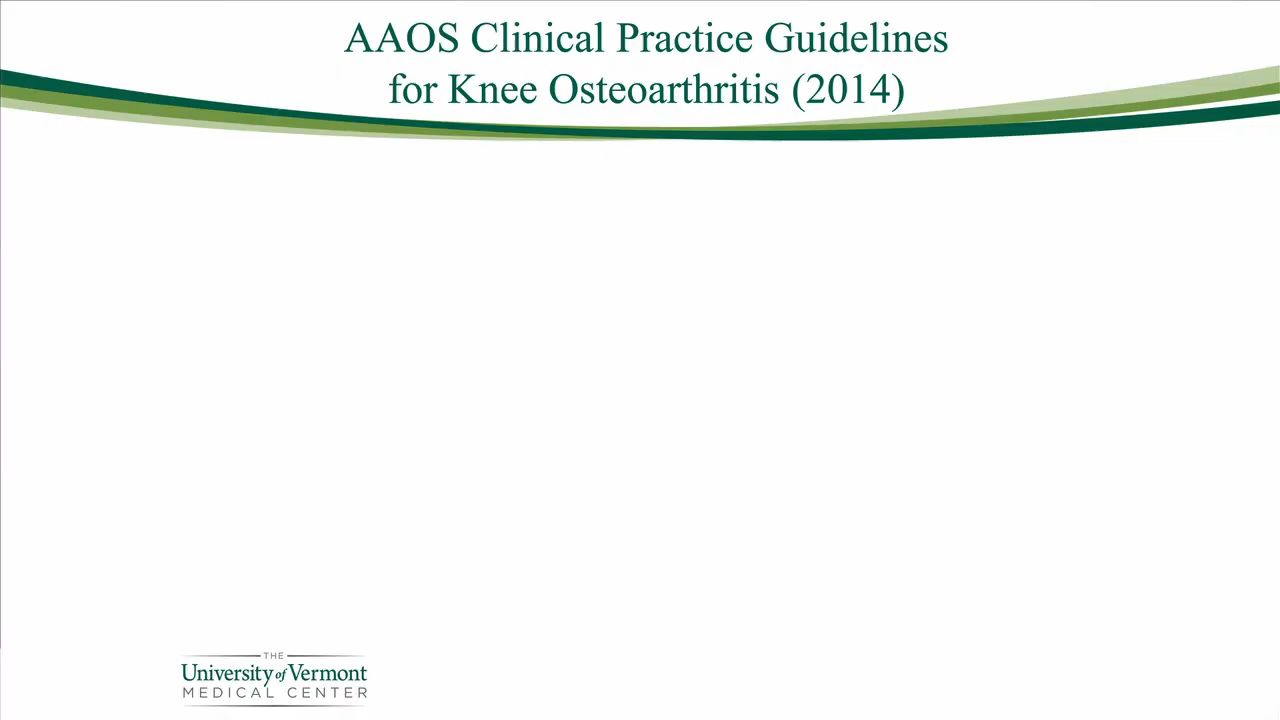 AAOS Clinical Practice Guidelines
for Knee Osteoarthritis (2014)
THE
University of Vermont
MEDICAL CENTER